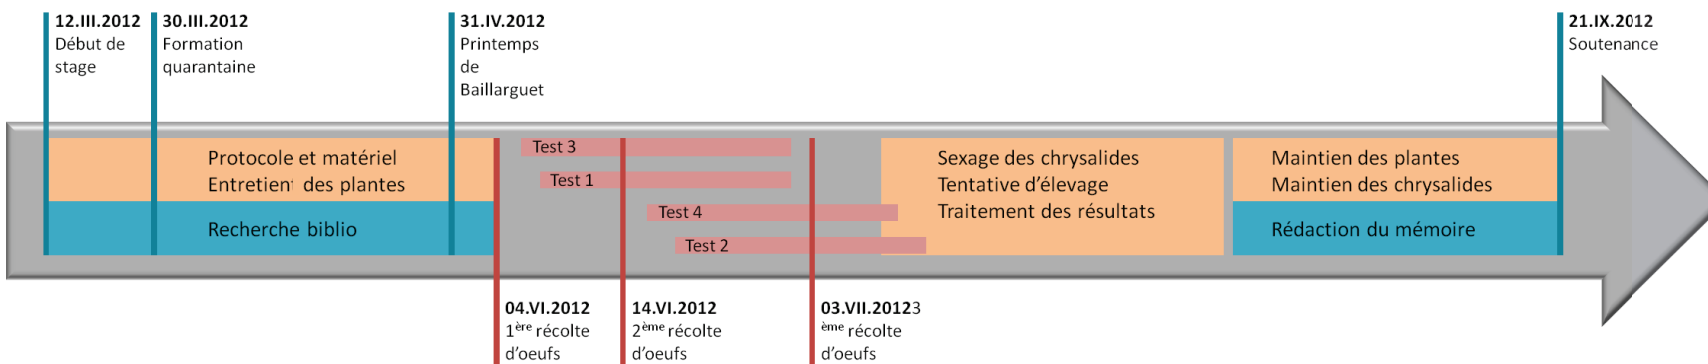 12.III.2012
Début de
stage
30.III.2012
Formation
quarantaine
31.IV.2012
Printemps
de
Baillarguet
21.IX.2012
Soutenance
Protocole et matériel
Entretient des plantes
Recherche biblio
Test 3
Test 1
Test 4
Test 2
Sexage des chrysalides
Tentative d'élevage
Traitement des résultats
Maintien des plantes
Maintien des chrysalides
Rédaction du mémoire
04.VI.2012
1ère récolte
d'oeufs
14.VI.2012
2ème récolte
d'oeufs
03.VII.20123
ème récolte
d'oeufs